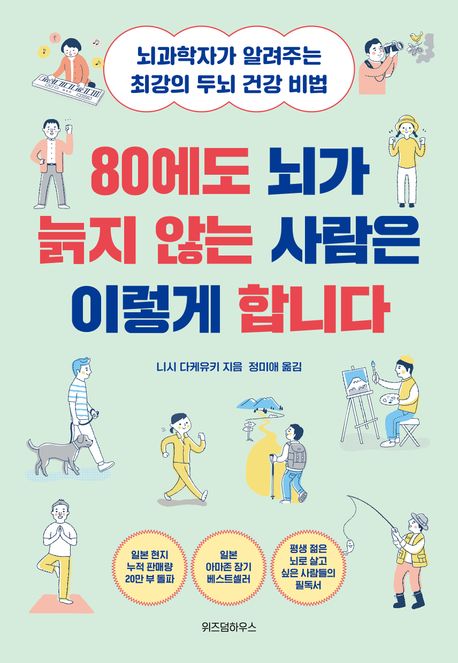 뇌과학자가 알려주는
최강의 두뇌 건강 비법
80에도 뇌가
늙지 않는 사람은
이렇게 합니다
니시 다케유키 지음 정미애 옮김
일본 현지
누적 판매량
20만 부 돌파
일본
아마존 장기
베스트셀러
평생 젊은
뇌로 살고
싶은 사람들의
필독서
위즈덤하우스